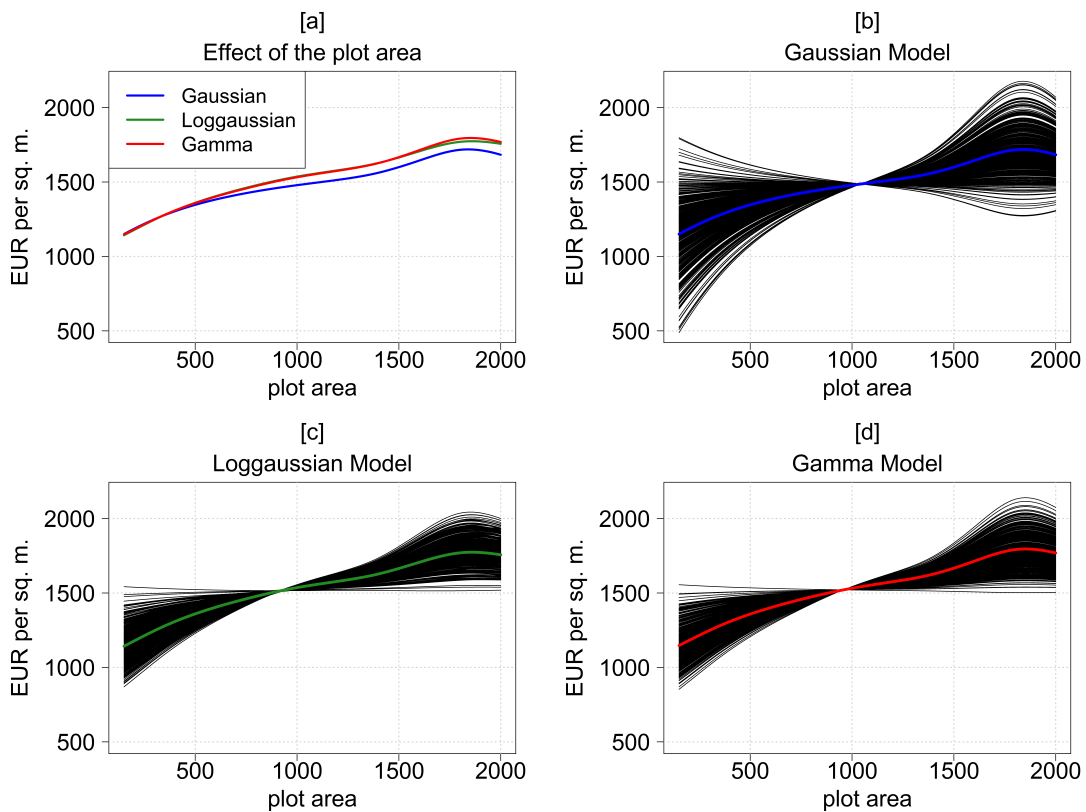 [a]
Effect of the plot area
Gaussian
Loggaussian
Gamma
EUR per sq. m.
2000
1500
1000
500
500 1000 1500 2000
plot area
[b]
Gaussian Model
EUR per sq. m.
2000
1500
1000
500
500 1000 1500 2000
plot area
[c]
Loggaussian Model
EUR per sq. m.
2000
1500
1000
500
500 1000 1500 2000
plot area
[d]
Gamma Model
EUR per sq. m.
2000
1500
1000
500
500 1000 1500 2000
plot area